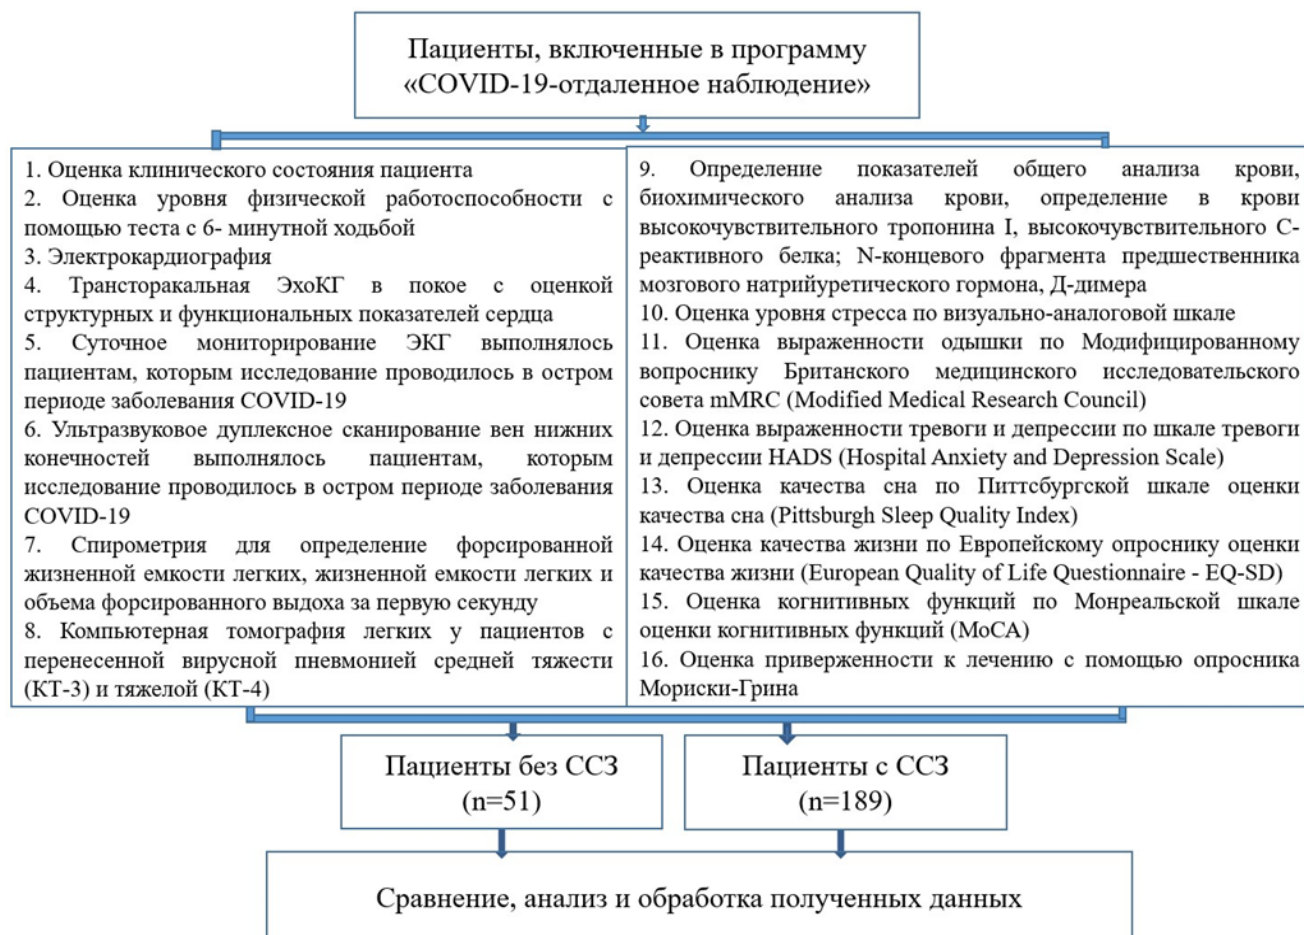 Пациенты, включенные в программу
«COVID-19-отдаленное наблюдение»
1. Оценка клинического состояния пациента
2. Оценка уровня физической работоспособности с
помощью теста с 6- минутной ходьбой
3. Электрокардиография
4. Трансторакальная ЭхоКГ в покое с оценкой
структурных и функциональных показателей сердца
5. Суточное мониторирование ЭКГ выполнялось
пациентам, которым исследование проводилось в остром
периоде заболевания COVID-19
6. Ультразвуковое дуплексное сканирование вен нижних
конечностей выполнялось пациентам, которым
исследование проводилось в остром периоде заболевания
COVID-19
7. Спирометрия для определение форсированной
жизненной емкости легких, жизненной емкости легких и
объема форсированного выдоха за первую секунду
8. Компьютерная томография легких у пациентов с
перенесенной вирусной пневмонией средней тяжести
(КТ-3) и тяжелой (КТ-4)
9. Определение показателей общего анализа крови,
биохимического анализа крови, определение в крови
высокочувствительного тропонина I, высокочувствительного С-
реактивного белка; N-концевого фрагмента предшественника
мозгового натрийуретического гормона, Д-димера
10. Оценка уровня стресса по визуально-аналоговой шкале
11. Оценка выраженности одышки по Модифицированному
вопроснику Британского медицинского исследовательского
совета mMRC (Modified Medical Research Council)
12. Оценка выраженности тревоги и депрессии по шкале тревоги
и депрессии HADS (Hospital Anxiety and Depression Scale)
13. Оценка качества сна по Питтсбургской шкале оценки
качества сна (Pittsburgh Sleep Quality Index)
14. Оценка качества жизни по Европейскому опроснику оценки
качества жизни (European Quality of Life Questionnaire - EQ-SD)
15. Оценка когнитивных функций по Монреальской шкале
оценки когнитивных функций (МоСА)
16. Оценка приверженности к лечению с помощью опросника
Мориски-Грина
Пациенты без ССЗ
(n=51)
Пациенты с ССЗ
(n=189)
Сравнение, анализ и обработка полученных данных